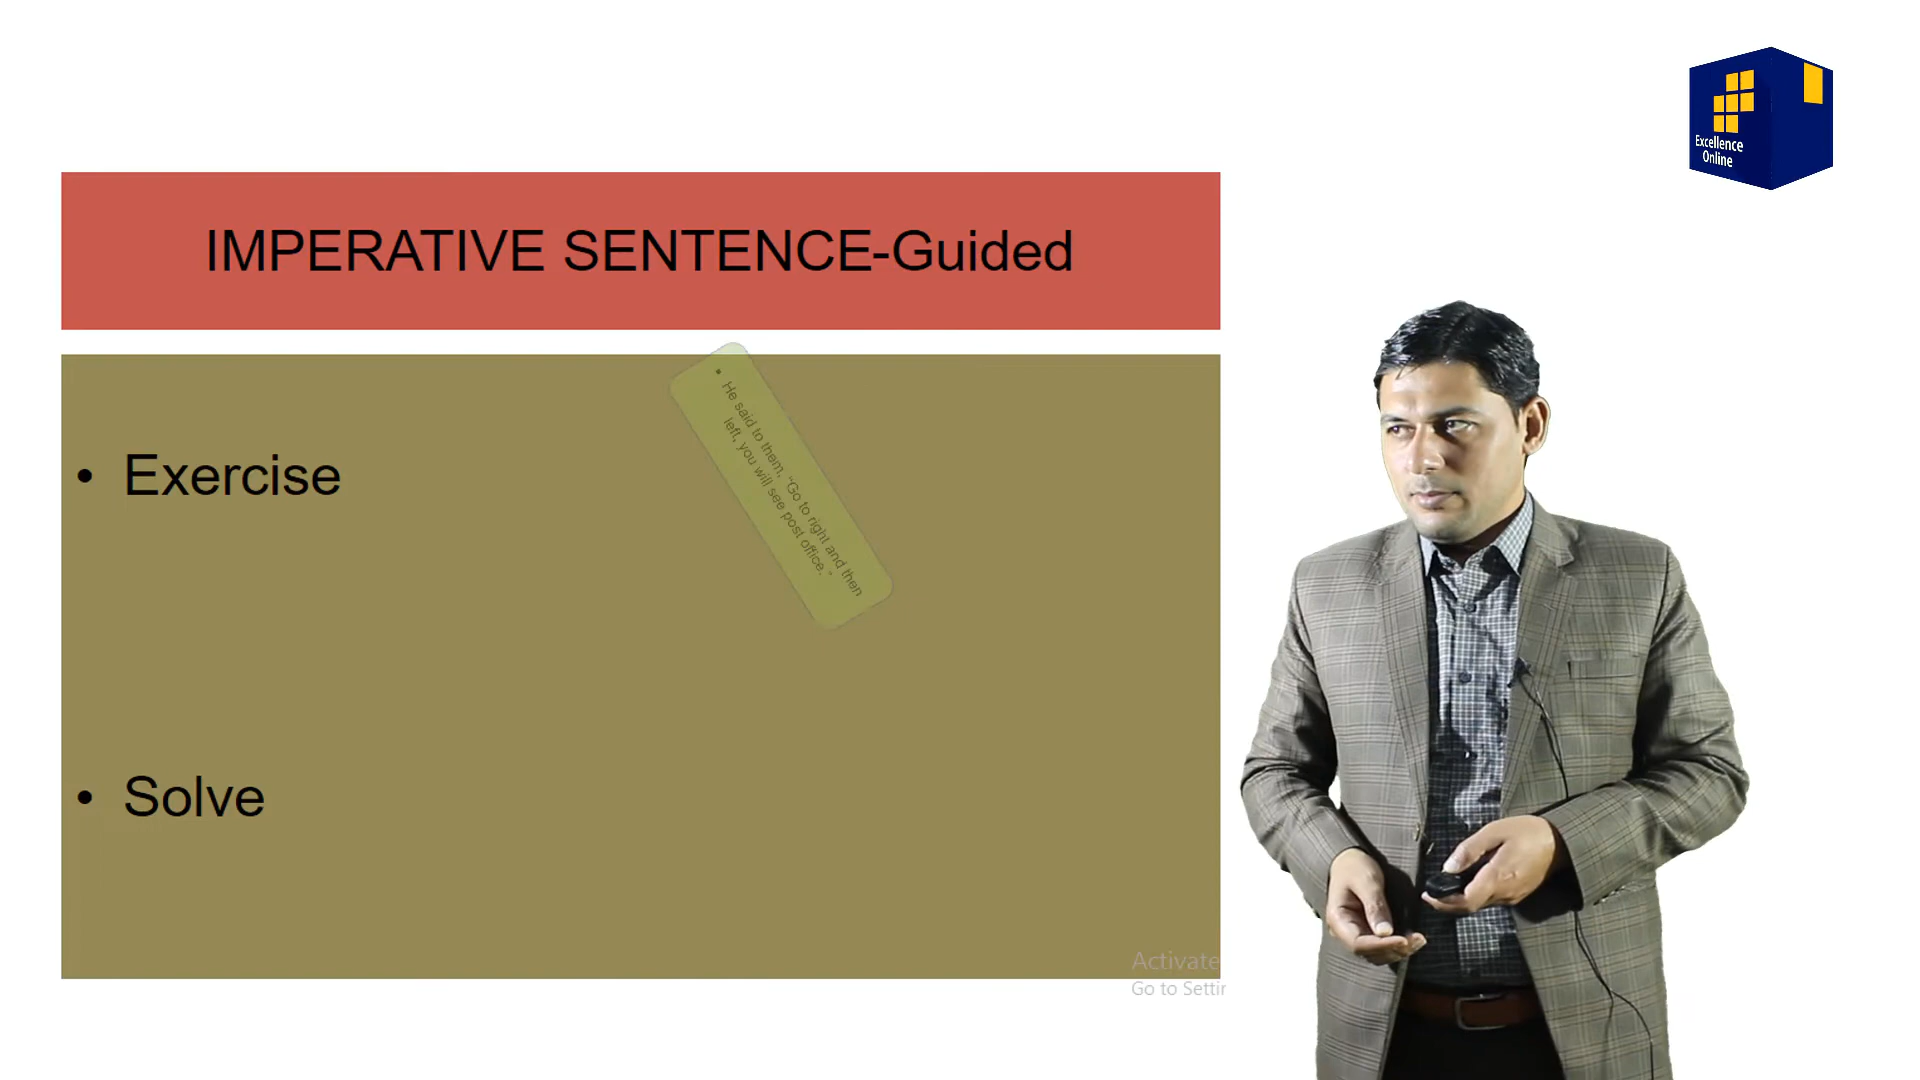 Excellence
Online
IMPERATIVE SENTENCE-Guided
• He said to them, “Go to right and then
left, you will see post office.”
• Exercise
• Solve
Activate
Go to Settin